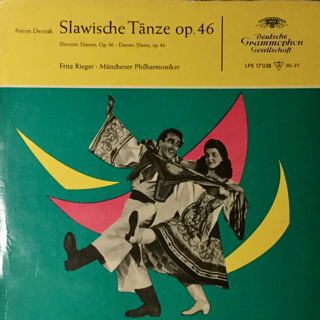 Anton Dvorak Slawische Tänze op. 46
Slavonic Dances, Op. 46 · Danses Slaves, op. 46
Fritz Rieger · Münchener Philharmoniker
Deutsche
Grammophon
Gesellschaft
LPE 17 038 HI-FI